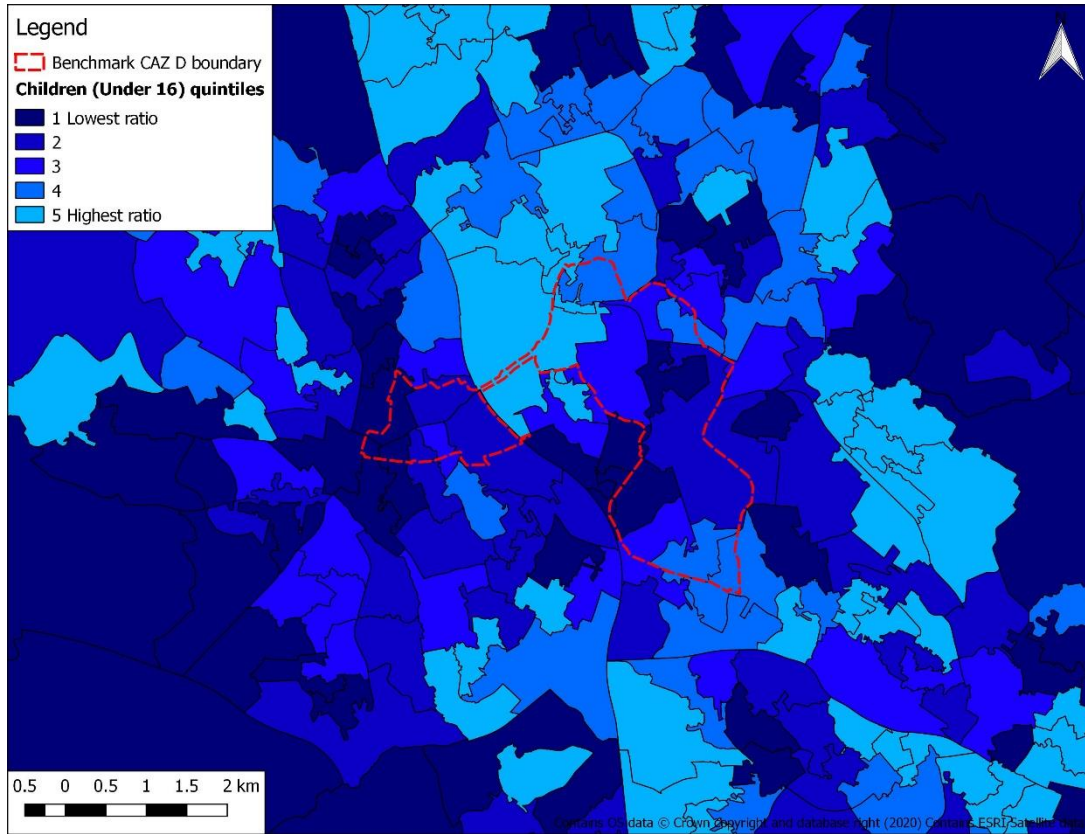 Legend
Benchmark CAZ D boundary
Children (Under 16) quintiles
1 Lowest ratio
2
3
4
5 Highest ratio
N
0.5 0 0.5 1 1.5 2 km
Contains OS data © Crown copyright and database right (2020) Contains ESRI Satellite data